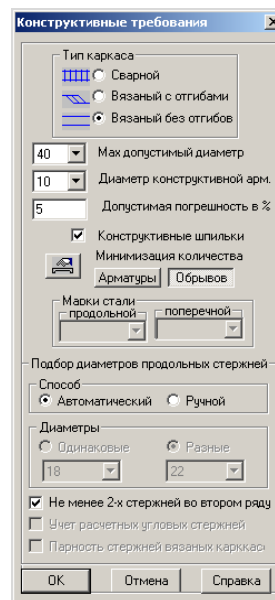 Конструктивные требования
Тип каркаса
Сварной
Вязаный с отгибами
Вязаный без отгибов
40 Мах допустимый диаметр
10 Диаметр конструктивной арм.
5 Допустимая погрешность в %
Конструктивные шпильки
Минимизация количества
Арматуры Обрывов
Марки стали
продольной поперечной
Подбор диаметров продольных стержней
Способ
Автоматический Ручной
Диаметры
Одинаковые Разные
18 22
Не менее 2-х стержней во втором ряду
Учет расчетных угловых стержней
Парность стержней вязаных карккасо
OK Отмена Справка